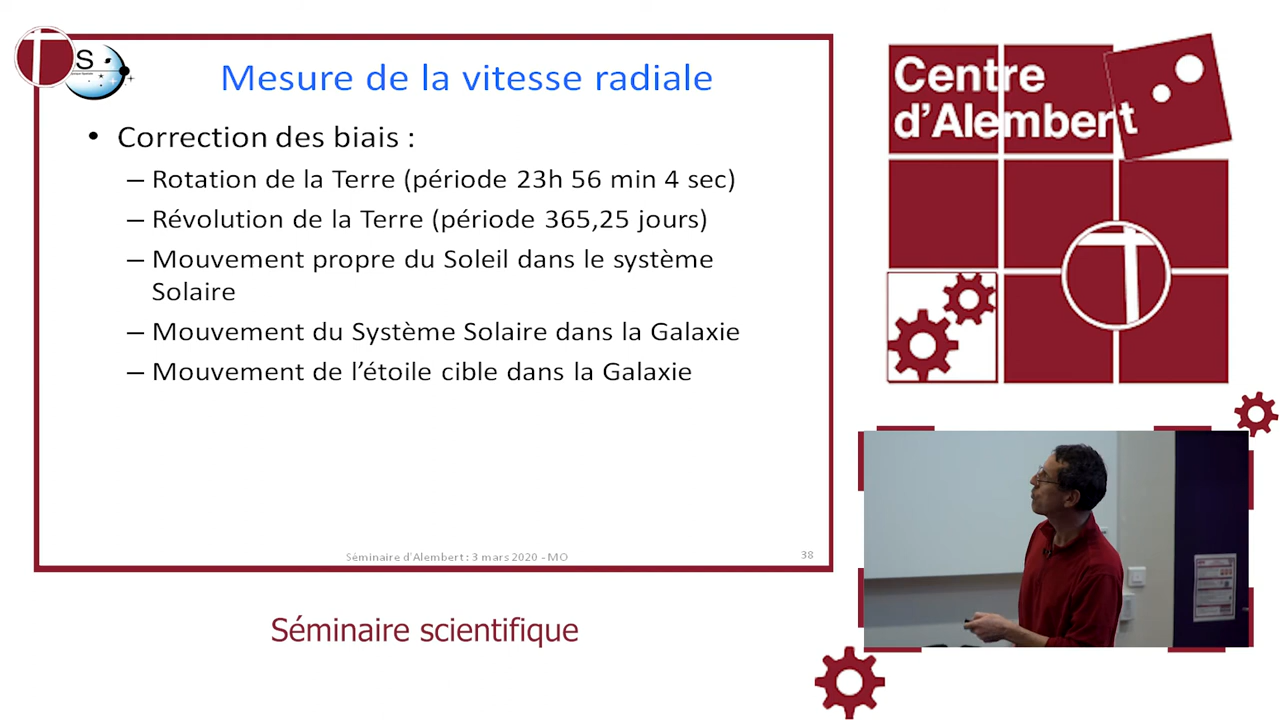 S
Mesure de la vitesse radiale
• Correction des biais :
– Rotation de la Terre (période 23h 56 min 4 sec)
– Révolution de la Terre (période 365,25 jours)
– Mouvement propre du Soleil dans le système
Solaire
– Mouvement du Système Solaire dans la Galaxie
– Mouvement de l’étoile cible dans la Galaxie
Séminaire d’Alembert : 3 mars 2020 - MO
38
Séminaire scientifique
Centre
d’Alembert